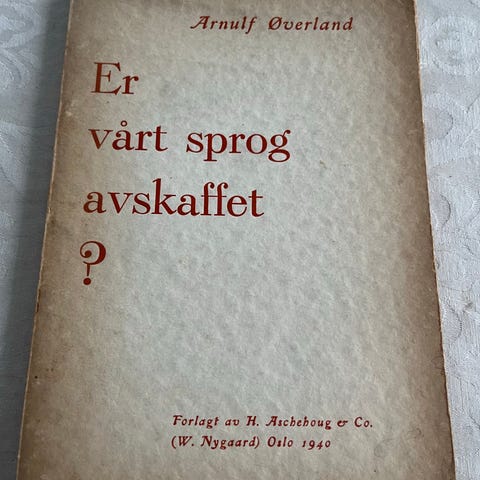 Arnulf Øverland
Er
vårt sprog
avskaffet
?
Forlagt av H. Aschehoug & Co.
(W. Nygaard) Oslo 1940